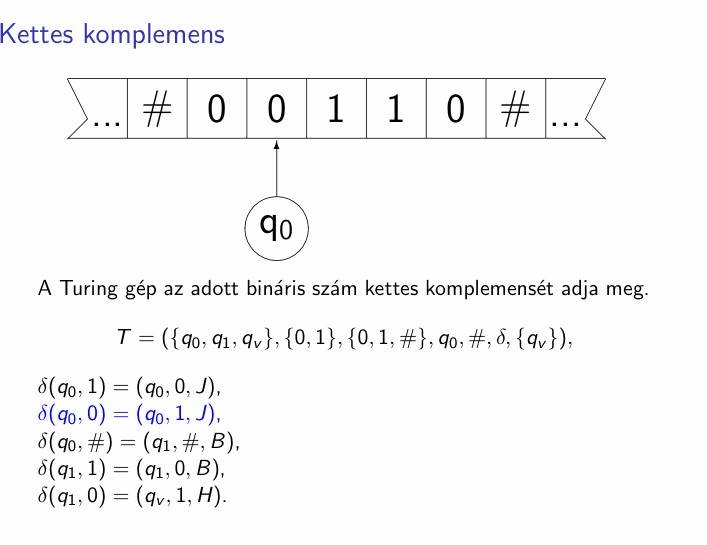 Kettes komplemens
... # 0 0 1 1 0 # ...
q₀
A Turing gép az adott bináris szám kettes komplemensét adja meg.
T = ({q₀, q₁, qᵥ}, {0, 1}, {0, 1, #}, q₀, #, δ, {qᵥ}),
δ(q₀, 1) = (q₀, 0, J),
δ(q₀, 0) = (q₀, 1, J),
δ(q₀, #) = (q₁, #, B),
δ(q₁, 1) = (q₁, 0, B),
δ(q₁, 0) = (qᵥ, 1, H).